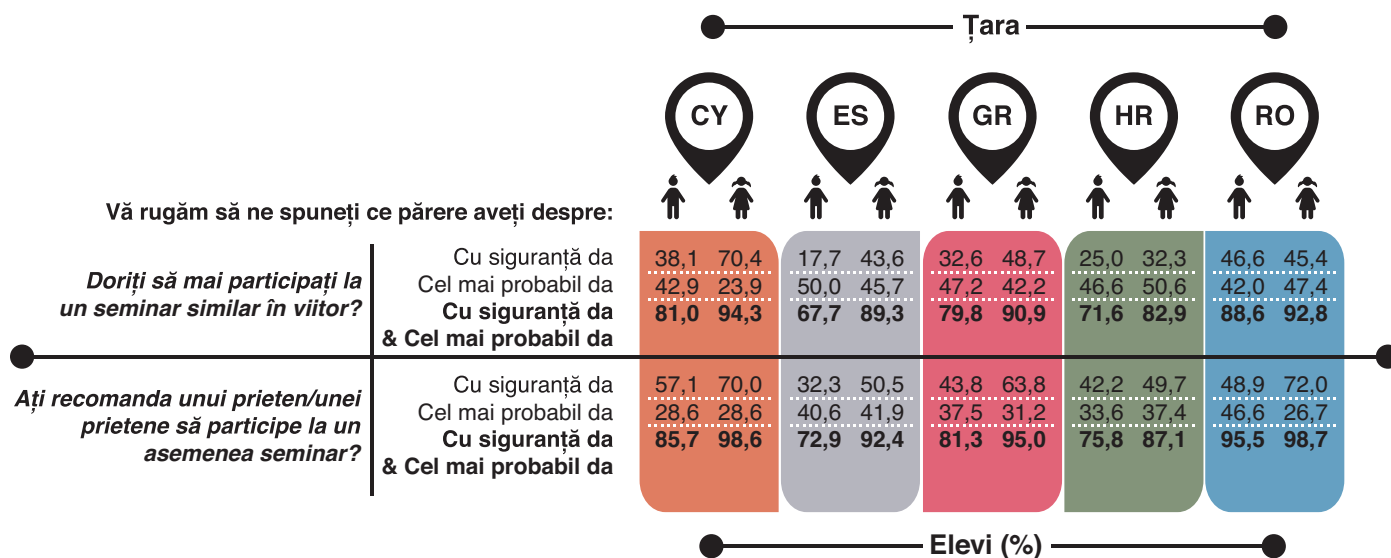 Țara
CY ES GR HR RO
Vă rugăm să ne spuneți ce părere aveți despre:
Doriți să mai participați la
un seminar similar în viitor?
Cu siguranță da 38,1 70,4 17,7 43,6 32,6 48,7 25,0 32,3 46,6 45,4
Cel mai probabil da 42,9 23,9 50,0 45,7 47,2 42,2 46,6 50,6 42,0 47,4
Cu siguranță da 81,0 94,3 67,7 89,3 79,8 90,9 71,6 82,9 88,6 92,8
& Cel mai probabil da
Ați recomanda unui prieten/unei
prietene să participe la un
asemenea seminar?
Cu siguranță da 57,1 70,0 32,3 50,5 43,8 63,8 42,2 49,7 48,9 72,0
Cel mai probabil da 28,6 28,6 40,6 41,9 37,5 31,2 33,6 37,4 46,6 26,7
Cu siguranță da 85,7 98,6 72,9 92,4 81,3 95,0 75,8 87,1 95,5 98,7
& Cel mai probabil da
Elevi (%)